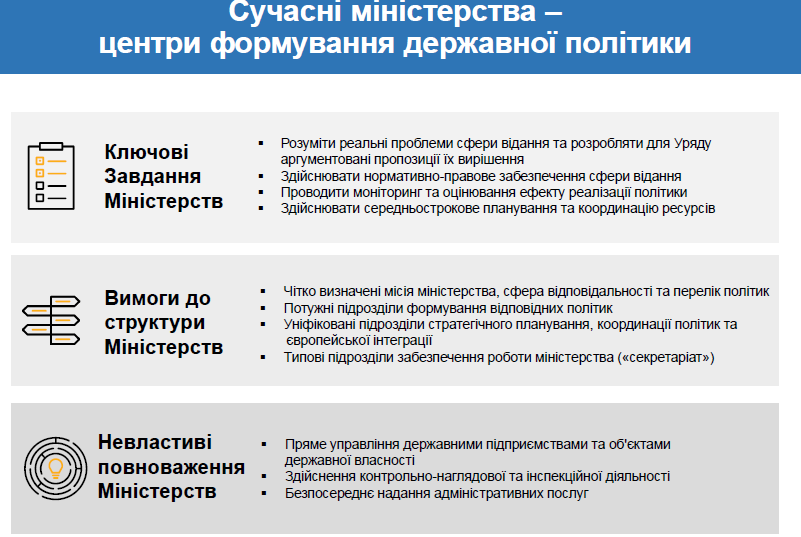 Сучасні міністерства –
центри формування державної політики
Ключові
Завдання
Міністерств
▪ Розуміти реальні проблеми сфери відання та розробляти для Уряду
аргументовані пропозиції їх вирішення
▪ Здійснювати нормативно-правове забезпечення сфери відання
▪ Проводити моніторинг та оцінювання ефекту реалізації політики
▪ Здійснювати середньострокове планування та координацію ресурсів
Вимоги до
структури
Міністерств
▪ Чітко визначені місія міністерства, сфера відповідальності та перелік політик
▪ Потужні підрозділи формування відповідних політик
▪ Уніфіковані підрозділи стратегічного планування, координації політик та
європейської інтеграції
▪ Типові підрозділи забезпечення роботи міністерства («секретаріат»)
Невластиві
повноваження
Міністерств
▪ Пряме управління державними підприємствами та об'єктами
державної власності
▪ Здійснення контрольно-наглядової та інспекційної діяльності
▪ Безпосереднє надання адміністративних послуг